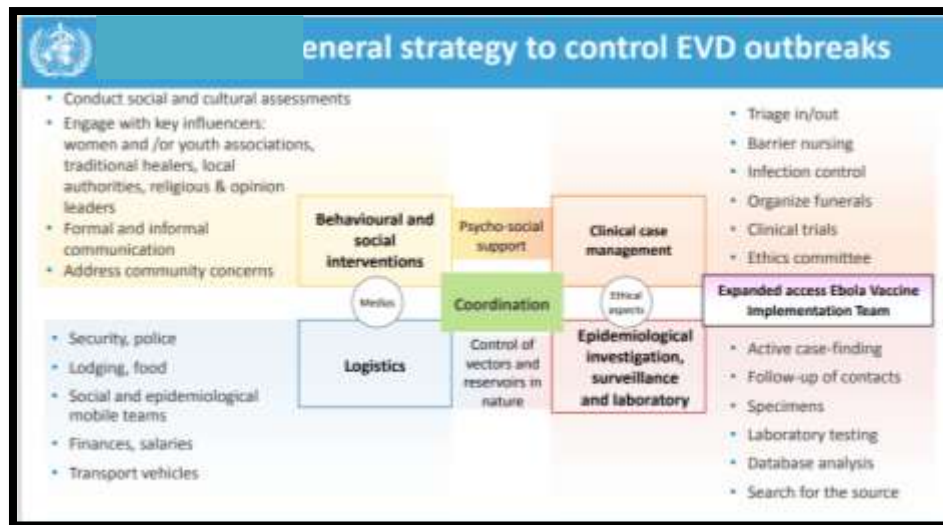 eneral strategy to control EVD outbreaks
• Conduct social and cultural assessments
• Engage with key influencers:
women and /or youth associations,
traditional healers, local
authorities, religious & opinion
leaders
• Formal and informal
communication
• Address community concerns
Behavioural and
social
interventions
Psycho-social
support
Clinical case
management
• Triage in/out
• Barrier nursing
• Infection control
• Organize funerals
• Clinical trials
• Ethics committee
Medias
Coordination
Ethical
aspects
Expanded access Ebola Vaccine
Implementation Team
• Security, police
• Lodging, food
• Social and epidemiological
mobile teams
• Finances, salaries
• Transport vehicles
Logistics
Control of
vectors and
reservoirs in
nature
Epidemiological
investigation,
surveillance
and laboratory
• Active case-finding
• Follow-up of contacts
• Specimens
• Laboratory testing
• Database analysis
• Search for the source